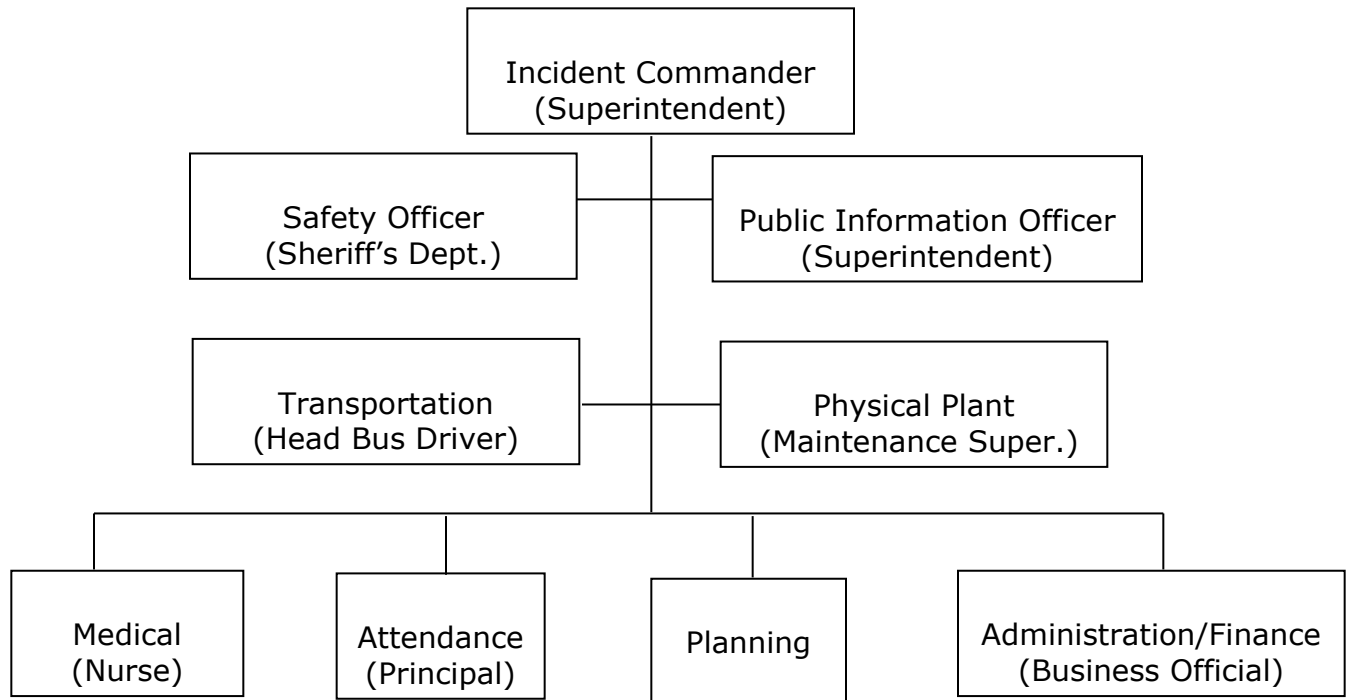 Incident Commander
(Superintendent)
Safety Officer
(Sheriff’s Dept.)
Public Information Officer
(Superintendent)
Transportation
(Head Bus Driver)
Physical Plant
(Maintenance Super.)
Medical
(Nurse)
Attendance
(Principal)
Planning
Administration/Finance
(Business Official)